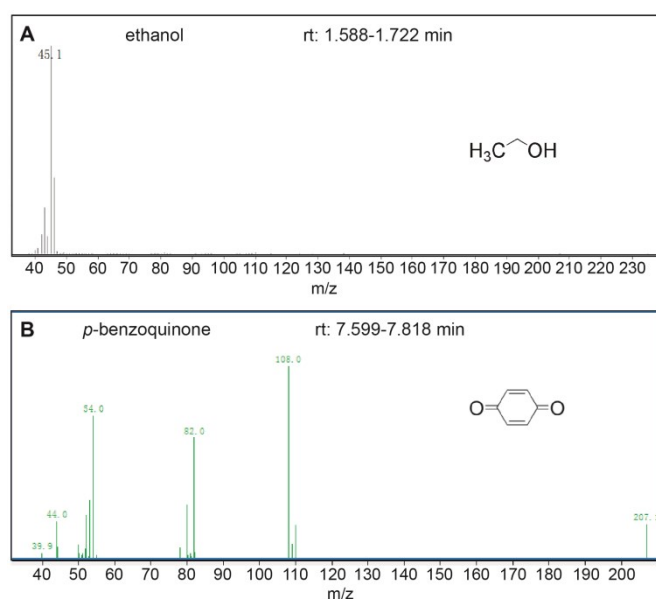 A ethanol rt: 1.588-1.722 min
45.1
H₃C OH
40 50 60 70 80 90 100 110 120 130 140 150 160 170 180 190 200 210 220 230
m/z
B p-benzoquinone rt: 7.599-7.818 min
108.0
54.0
O O
82.0
44.0
207.
39.9
40 50 60 70 80 90 100 110 120 130 140 150 160 170 180 190 200
m/z